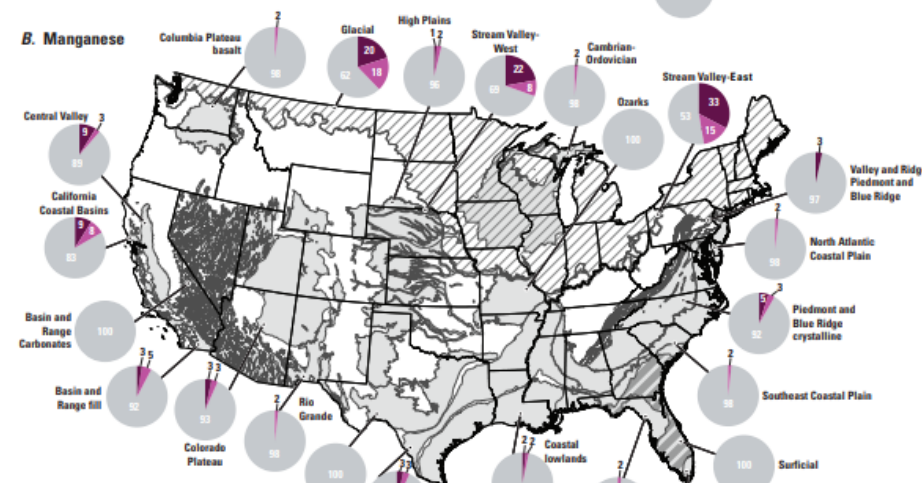 B. Manganese
Columbia Plateau
basalt
2
98
Glacial
20
18
62
High Plains
1 2
96
Stream Valley-
West
22
8
69
Cambrian-
Ordovician
2
98
Ozarks
100
Stream Valley-East
33
15
53
Central Valley
9
3
89
California
Coastal Basins
9
8
83
3
97
Valley and Ridg
Piedmont and
Blue Ridge
2
98
North Atlantic
Coastal Plain
Basin and
Range
Carbonates
100
5
3
92
Piedmont and
Blue Ridge
crystalline
Basin and
Range fill
3 5
92
3 3
93
Colorado
Plateau
2
98
Rio
Grande
2
98
Southeast Coastal Plain
100
3 3
2 2
Coastal
lowlands
2
100
Surficial